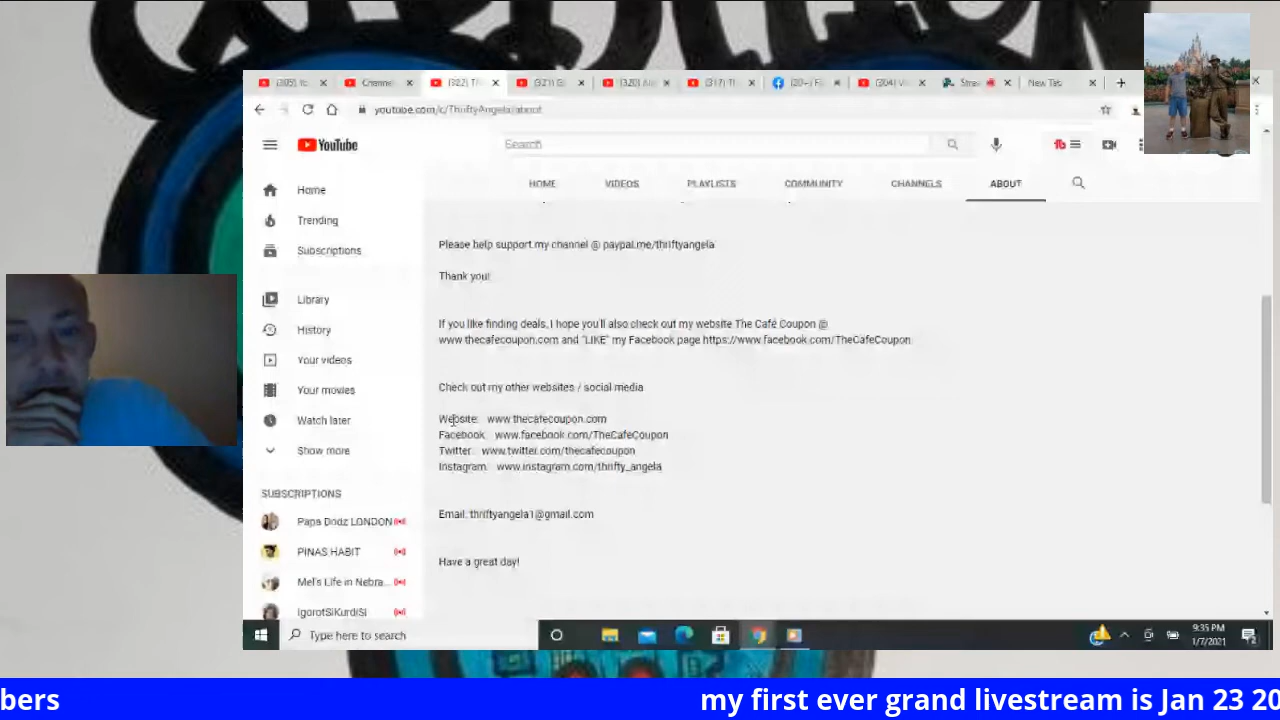 Channel
New Tab
youtube.com/c/ThriftyAngela/about
YouTube
Search
HOME
VIDEOS
PLAYLISTS
COMMUNITY
CHANNELS
ABOUT
Home
Trending
Subscriptions
Library
History
Your videos
Your movies
Watch later
Show more
SUBSCRIPTIONS
Papa Dodz LONDON
PINAS HABIT
Mel's Life in Nebra...
IgorotSiKurdiSi
Please help support my channel @ paypal.me/thriftyangela
Thank you!
If you like finding deals, I hope you'll also check out my website The Café Coupon @
www.thecafecoupon.com and "LIKE" my Facebook page https://www.facebook.com/TheCafeCoupon
Check out my other websites / social media
Website: www.thecafecoupon.com
Facebook: www.facebook.com/TheCafeCoupon
Twitter: www.twitter.com/thecafecoupon
Instagram: www.instagram.com/thrifty_angela
Email: thriftyangela1@gmail.com
Have a great day!
Type here to search
9:35 PM
1/7/2021
bers
my first ever grand livestream is Jan 23 20